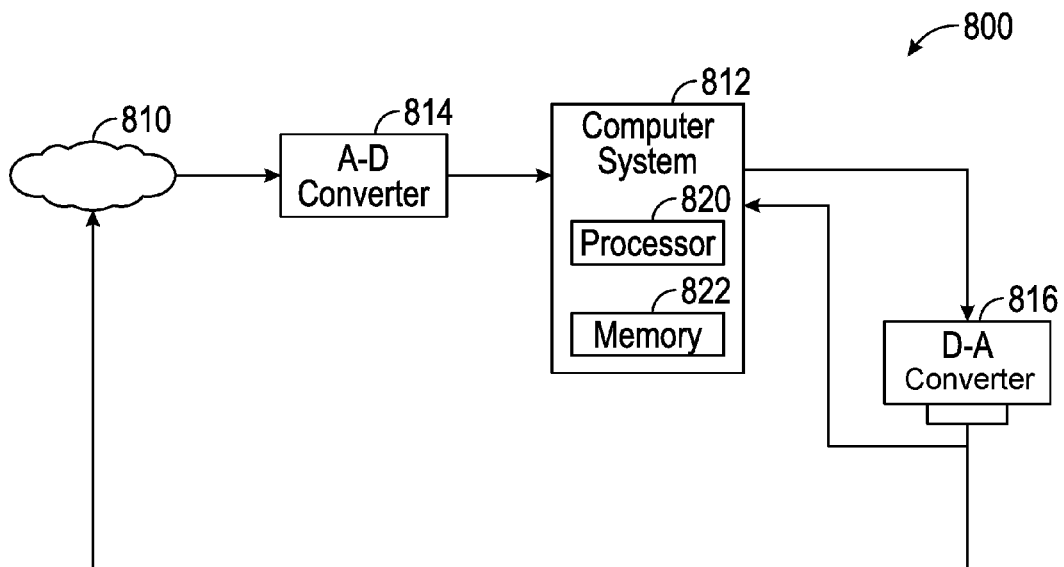 800
810
814
A-D
Converter
812
Computer
System
820
Processor
822
Memory
816
D-A
Converter